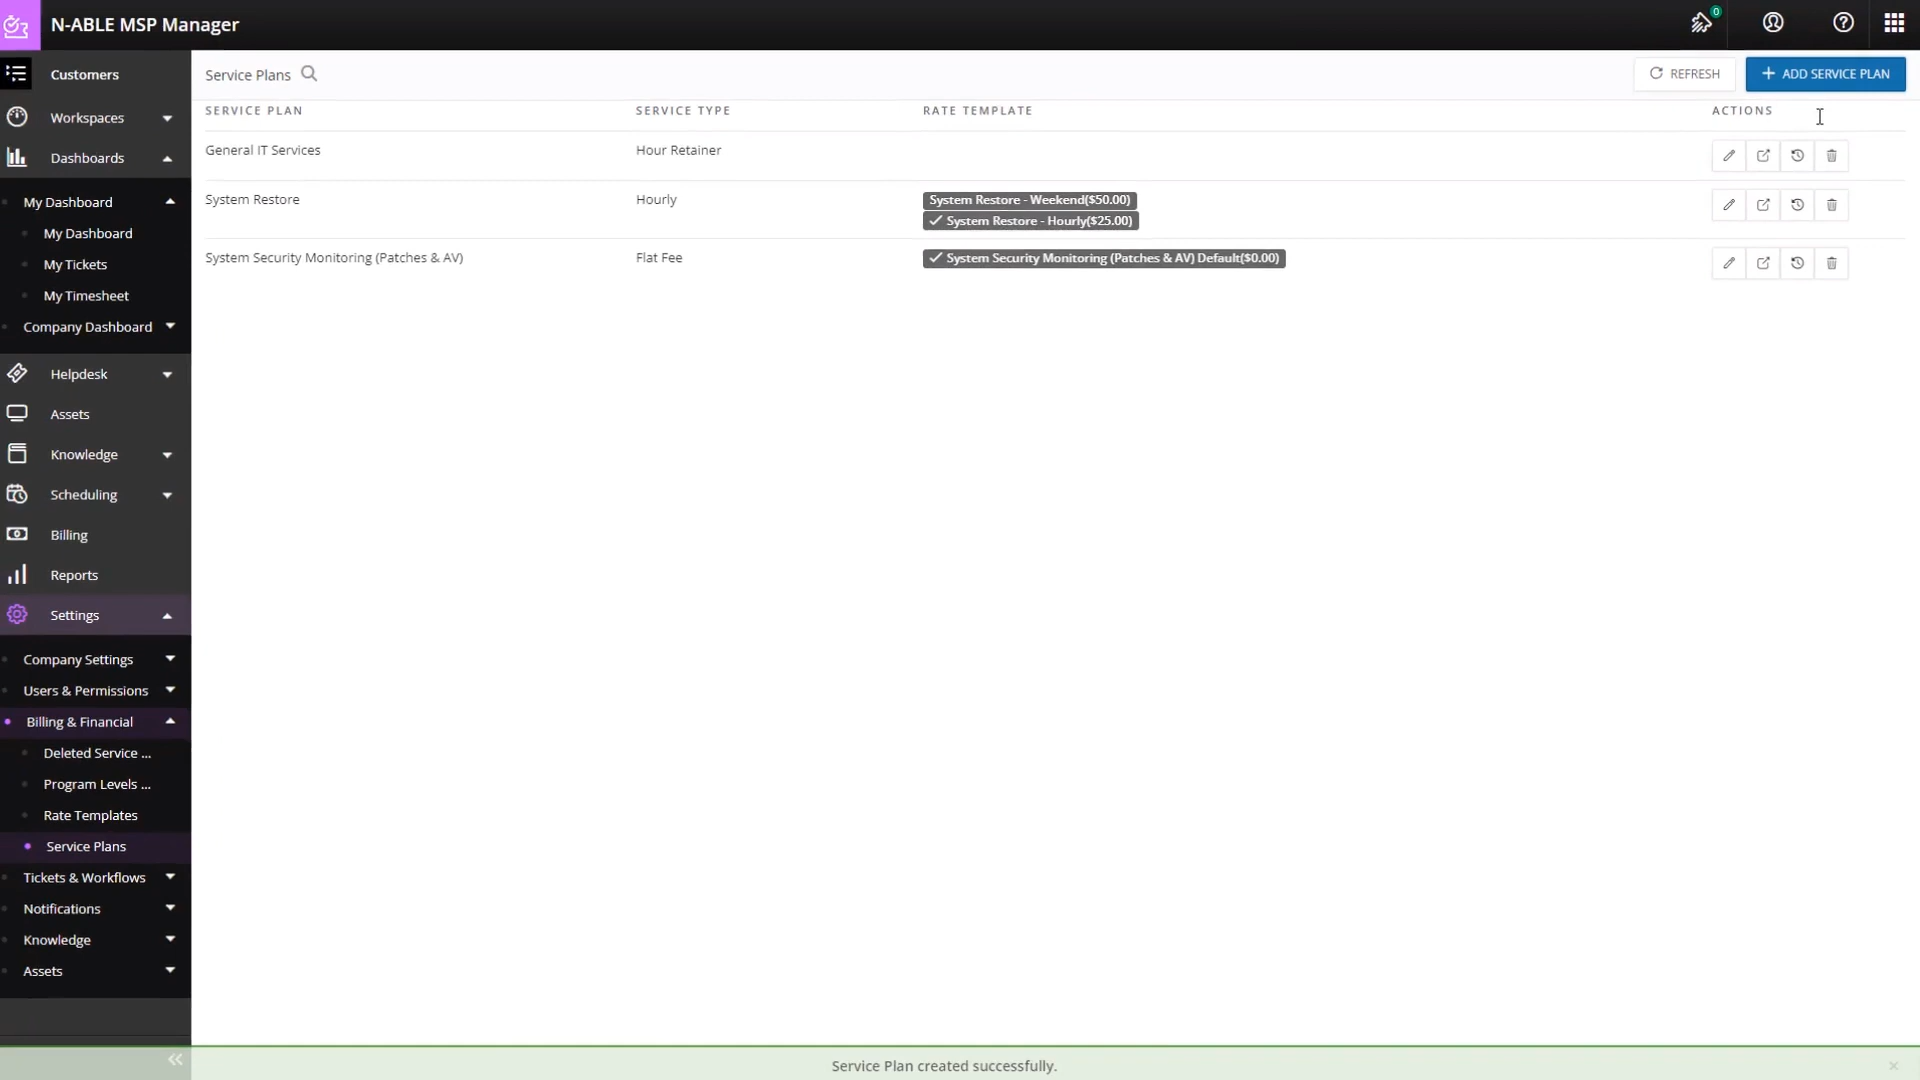 N-ABLE MSP Manager
0
Customers
Workspaces
Dashboards
My Dashboard
My Dashboard
My Tickets
My Timesheet
Company Dashboard
Helpdesk
Assets
Knowledge
Scheduling
Billing
Reports
Settings
Company Settings
Users & Permissions
Billing & Financial
Deleted Service ...
Program Levels ...
Rate Templates
Service Plans
Tickets & Workflows
Notifications
Knowledge
Assets
Service Plans
REFRESH
+ ADD SERVICE PLAN
SERVICE PLAN SERVICE TYPE RATE TEMPLATE ACTIONS
General IT Services Hour Retainer
System Restore Hourly System Restore - Weekend($50.00)
✓ System Restore - Hourly($25.00)
System Security Monitoring (Patches & AV) Flat Fee ✓ System Security Monitoring (Patches & AV) Default($0.00)
Service Plan created successfully.